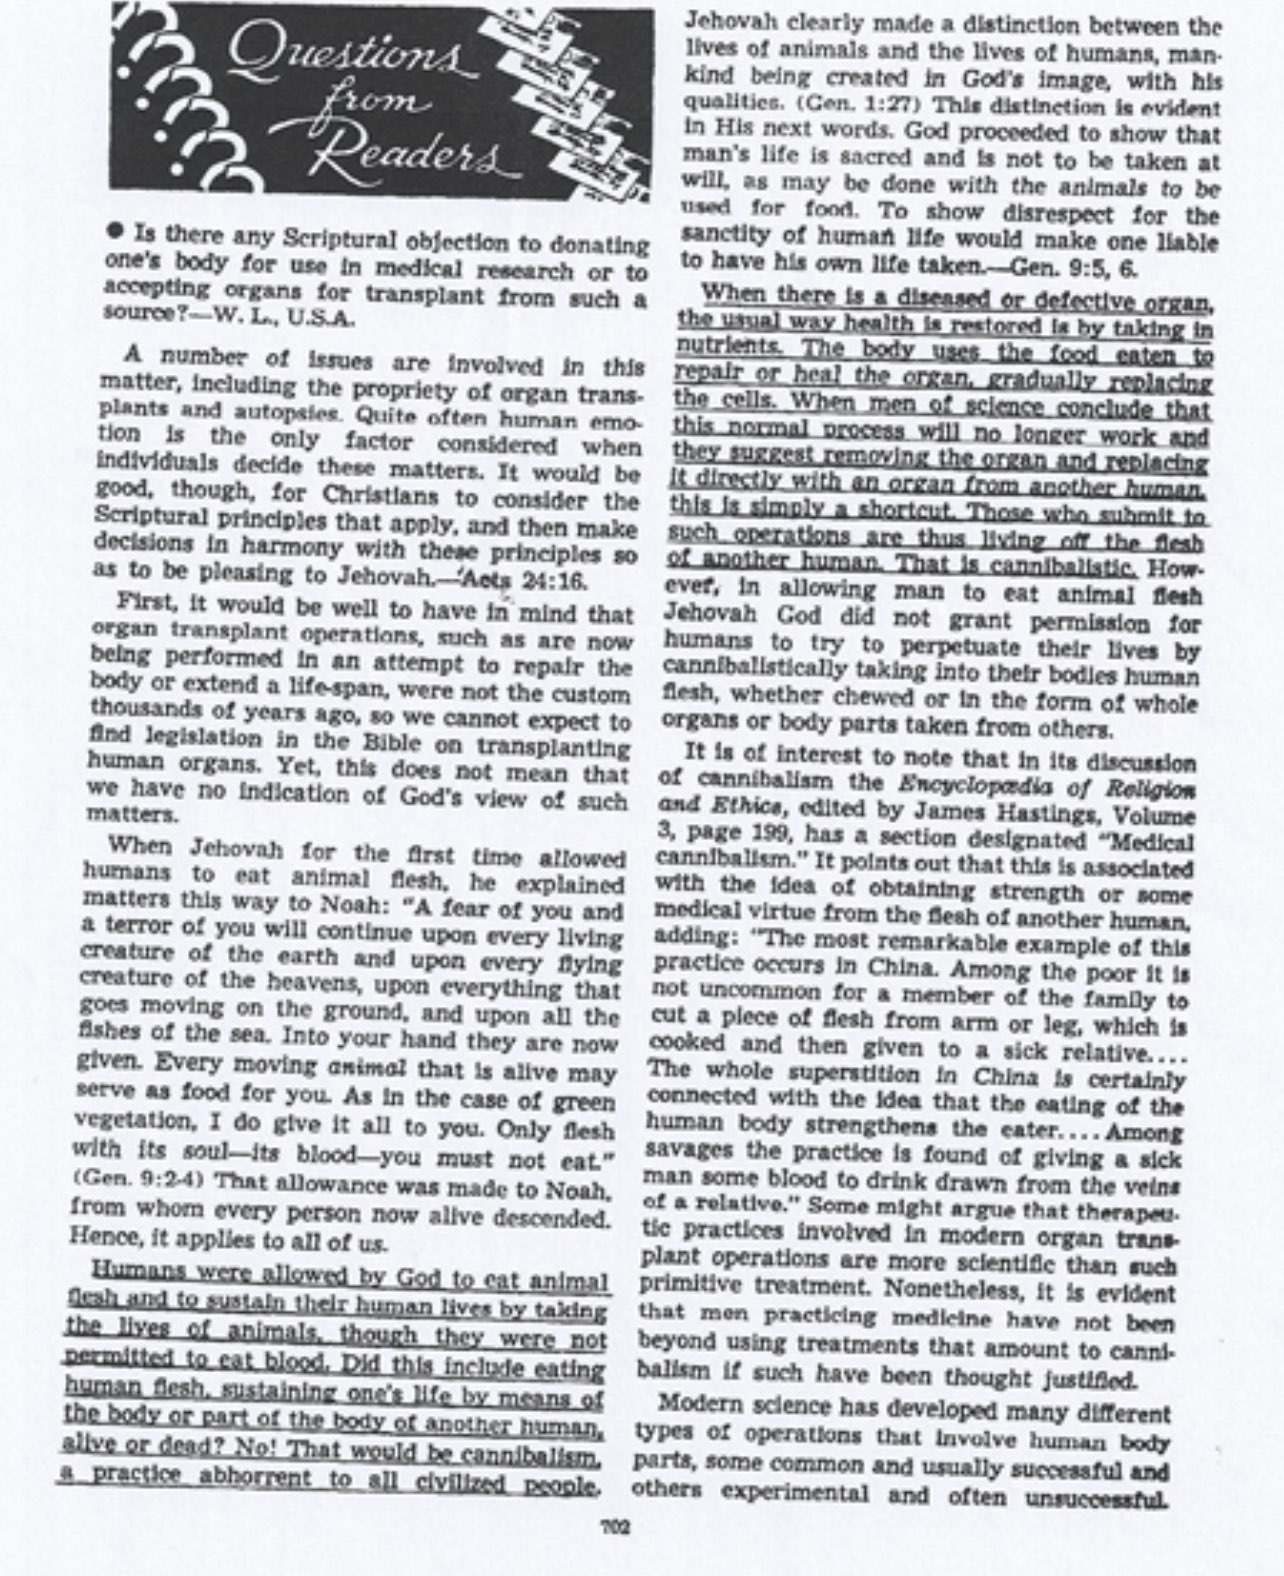 Questions
from
Readers
● Is there any Scriptural objection to donating
one's body for use in medical research or to
accepting organs for transplant from such a
source?—W. L., U.S.A.
A number of issues are involved in this
matter, including the propriety of organ trans-
plants and autopsies. Quite often human emo-
tion is the only factor considered when
individuals decide these matters. It would be
good, though, for Christians to consider the
Scriptural principles that apply, and then make
decisions in harmony with these principles so
as to be pleasing to Jehovah.—Acts 24:16.
First, it would be well to have in mind that
organ transplant operations, such as are now
being performed in an attempt to repair the
body or extend a life-span, were not the custom
thousands of years ago, so we cannot expect to
find legislation in the Bible on transplanting
human organs. Yet, this does not mean that
we have no indication of God's view of such
matters.
When Jehovah for the first time allowed
humans to eat animal flesh, he explained
matters this way to Noah: "A fear of you and
a terror of you will continue upon every living
creature of the earth and upon every flying
creature of the heavens, upon everything that
goes moving on the ground, and upon all the
fishes of the sea. Into your hand they are now
given. Every moving animal that is alive may
serve as food for you. As in the case of green
vegetation, I do give it all to you. Only flesh
with its soul—its blood—you must not eat."
(Gen. 9:2-4) That allowance was made to Noah,
from whom every person now alive descended.
Hence, it applies to all of us.
Humans were allowed by God to eat animal
flesh and to sustain their human lives by taking
the lives of animals, though they were not
permitted to eat blood. Did this include eating
human flesh, sustaining one's life by means of
the body or part of the body of another human,
alive or dead? No! That would be cannibalism,
a practice abhorrent to all civilized people.
Jehovah clearly made a distinction between the
lives of animals and the lives of humans, man-
kind being created in God's image, with his
qualities. (Gen. 1:27) This distinction is evident
in His next words. God proceeded to show that
man's life is sacred and is not to be taken at
will, as may be done with the animals to be
used for food. To show disrespect for the
sanctity of human life would make one liable
to have his own life taken.—Gen. 9:5, 6.
When there is a diseased or defective organ,
the usual way health is restored is by taking in
nutrients. The body uses the food eaten to
repair or heal the organ, gradually replacing
the cells. When men of science conclude that
this normal process will no longer work and
they suggest removing the organ and replacing
it directly with an organ from another human,
this is simply a shortcut. Those who submit to
such operations are thus living off the flesh
of another human. That is cannibalistic. How-
ever, in allowing man to eat animal flesh
Jehovah God did not grant permission for
humans to try to perpetuate their lives by
cannibalistically taking into their bodies human
flesh, whether chewed or in the form of whole
organs or body parts taken from others.
It is of interest to note that in its discussion
of cannibalism the Encyclopædia of Religion
and Ethics, edited by James Hastings, Volume
3, page 199, has a section designated "Medical
cannibalism." It points out that this is associated
with the idea of obtaining strength or some
medical virtue from the flesh of another human,
adding: "The most remarkable example of this
practice occurs in China. Among the poor it is
not uncommon for a member of the family to
cut a piece of flesh from arm or leg, which is
cooked and then given to a sick relative....
The whole superstition in China is certainly
connected with the idea that the eating of the
human body strengthens the eater.... Among
savages the practice is found of giving a sick
man some blood to drink drawn from the veins
of a relative." Some might argue that therapeu-
tic practices involved in modern organ trans-
plant operations are more scientific than such
primitive treatment. Nonetheless, it is evident
that men practicing medicine have not been
beyond using treatments that amount to canni-
balism if such have been thought justified.
Modern science has developed many different
types of operations that involve human body
parts, some common and usually successful and
others experimental and often unsuccessful.
702